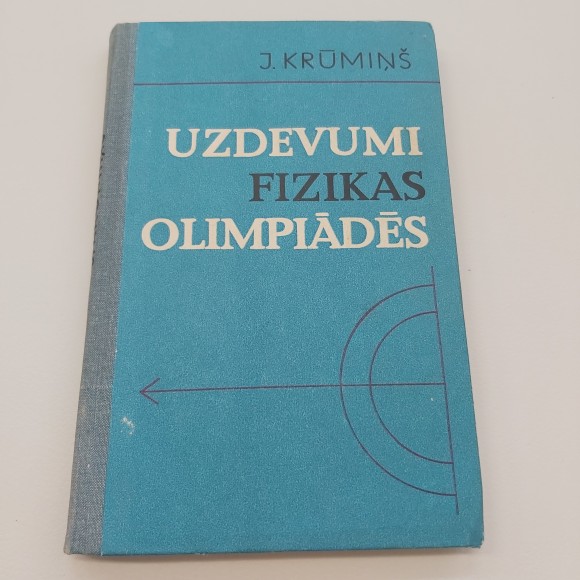 J. KRŪMIŅŠ
UZDEVUMI
FIZIKAS
OLIMPIĀDĒS